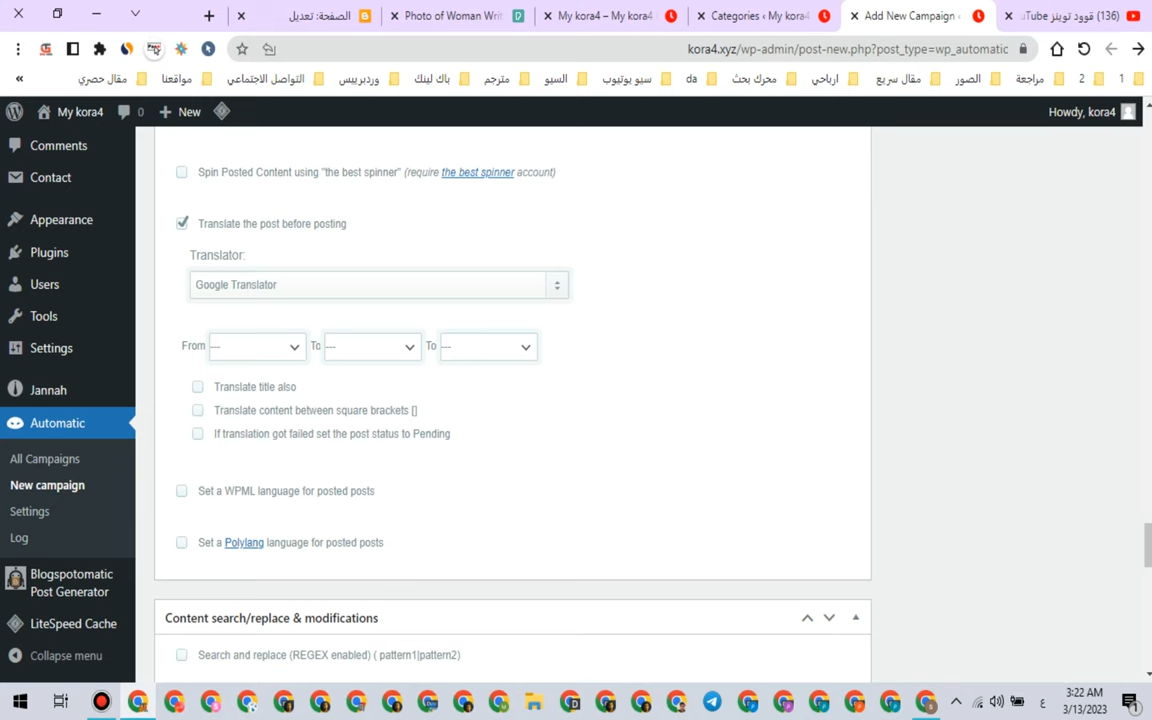 الصفحة: تعديل
Photo of Woman Writ
My kora4 – My kora4
Categories ‹ My kora4
Add New Campaign ‹
(136) قوود توينز
kora4.xyz/wp-admin/post-new.php?post_type=wp_automatic
«
مقال حصري
مواقعنا
التواصل الاجتماعي
وردبرييس
باك لينك
مترجم
السيو
سيو يوتيوب
da
محرك بحث
ارباحي
مقال سريع
الصور
مراجعة
2
1
My kora4
0
New
Howdy, kora4
Comments
Contact
Appearance
Plugins
Users
Tools
Settings
Jannah
Automatic
All Campaigns
New campaign
Settings
Log
Blogspotomatic
Post Generator
LiteSpeed Cache
Collapse menu
Spin Posted Content using "the best spinner" (require the best spinner account)
Translate the post before posting
Translator:
Google Translator
From --- To --- To ---
Translate title also
Translate content between square brackets []
If translation got failed set the post status to Pending
Set a WPML language for posted posts
Set a Polylang language for posted posts
Content search/replace & modifications
Search and replace (REGEX enabled) ( pattern1|pattern2)
ع
3:22 AM
3/13/2023